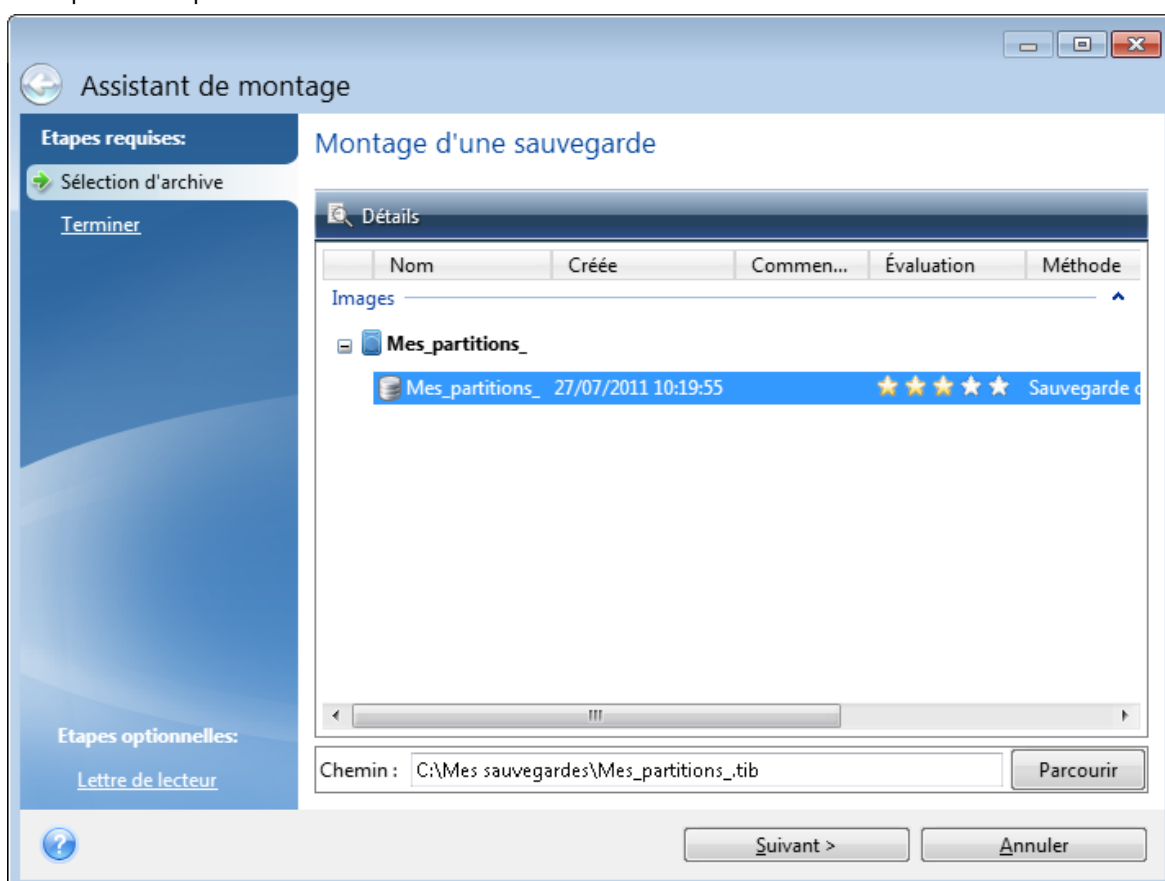 Assistant de montage
Etapes requises:
Sélection d'archive
Terminer
Montage d'une sauvegarde
Détails
Nom Créée Commen... Évaluation Méthode
Images
Mes_partitions_
Mes_partitions_ 27/07/2011 10:19:55 Sauvegarde
Etapes optionnelles:
Lettre de lecteur
Chemin : C:\Mes sauvegardes\Mes_partitions_.tib Parcourir
Suivant > Annuler